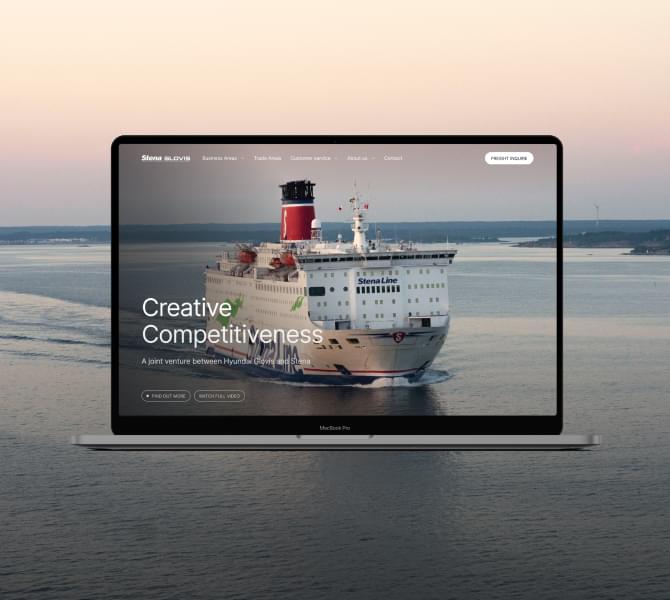 Stena GLOVIS
Business Areas
Trade Areas
Customer service
About us
Contact
FREIGHT INQUIRE
Stena Line
S
Creative
Competitiveness
A joint venture between Hyundai Glovis and Stena
FIND OUT MORE
WATCH FULL VIDEO
MacBook Pro